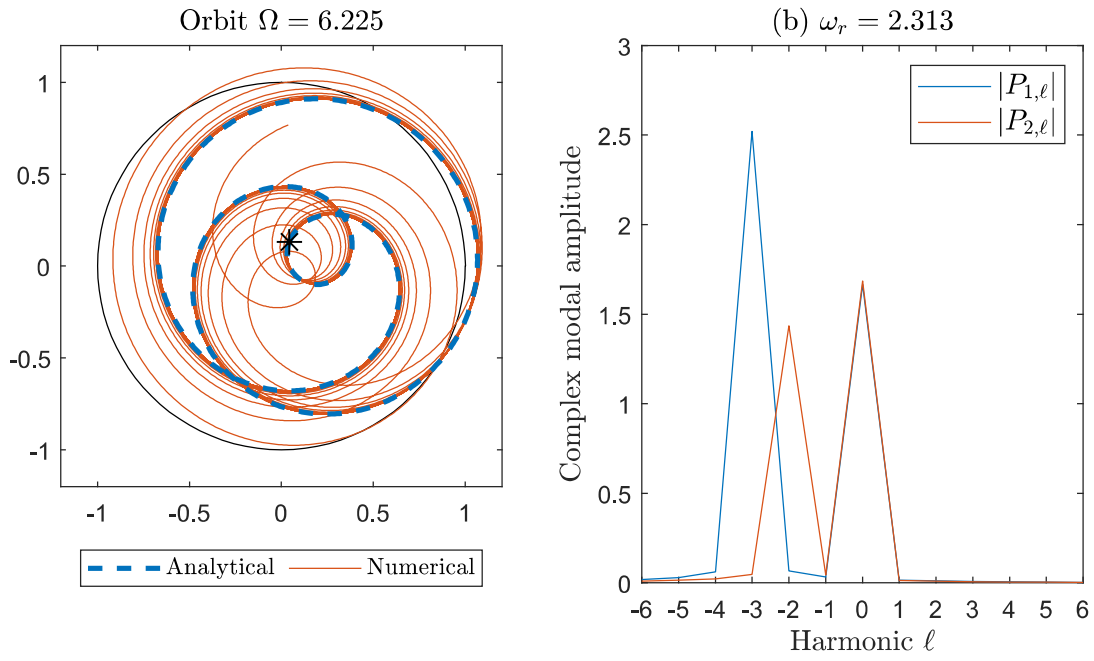 Orbit Ω = 6.225
1
0.5
0
-0.5
-1
-1 -0.5 0 0.5 1
Analytical Numerical
(b) ω_r = 2.313
|P_{1,ℓ}|
|P_{2,ℓ}|
Complex modal amplitude
3
2.5
2
1.5
1
0.5
0
-6 -5 -4 -3 -2 -1 0 1 2 3 4 5 6
Harmonic ℓ